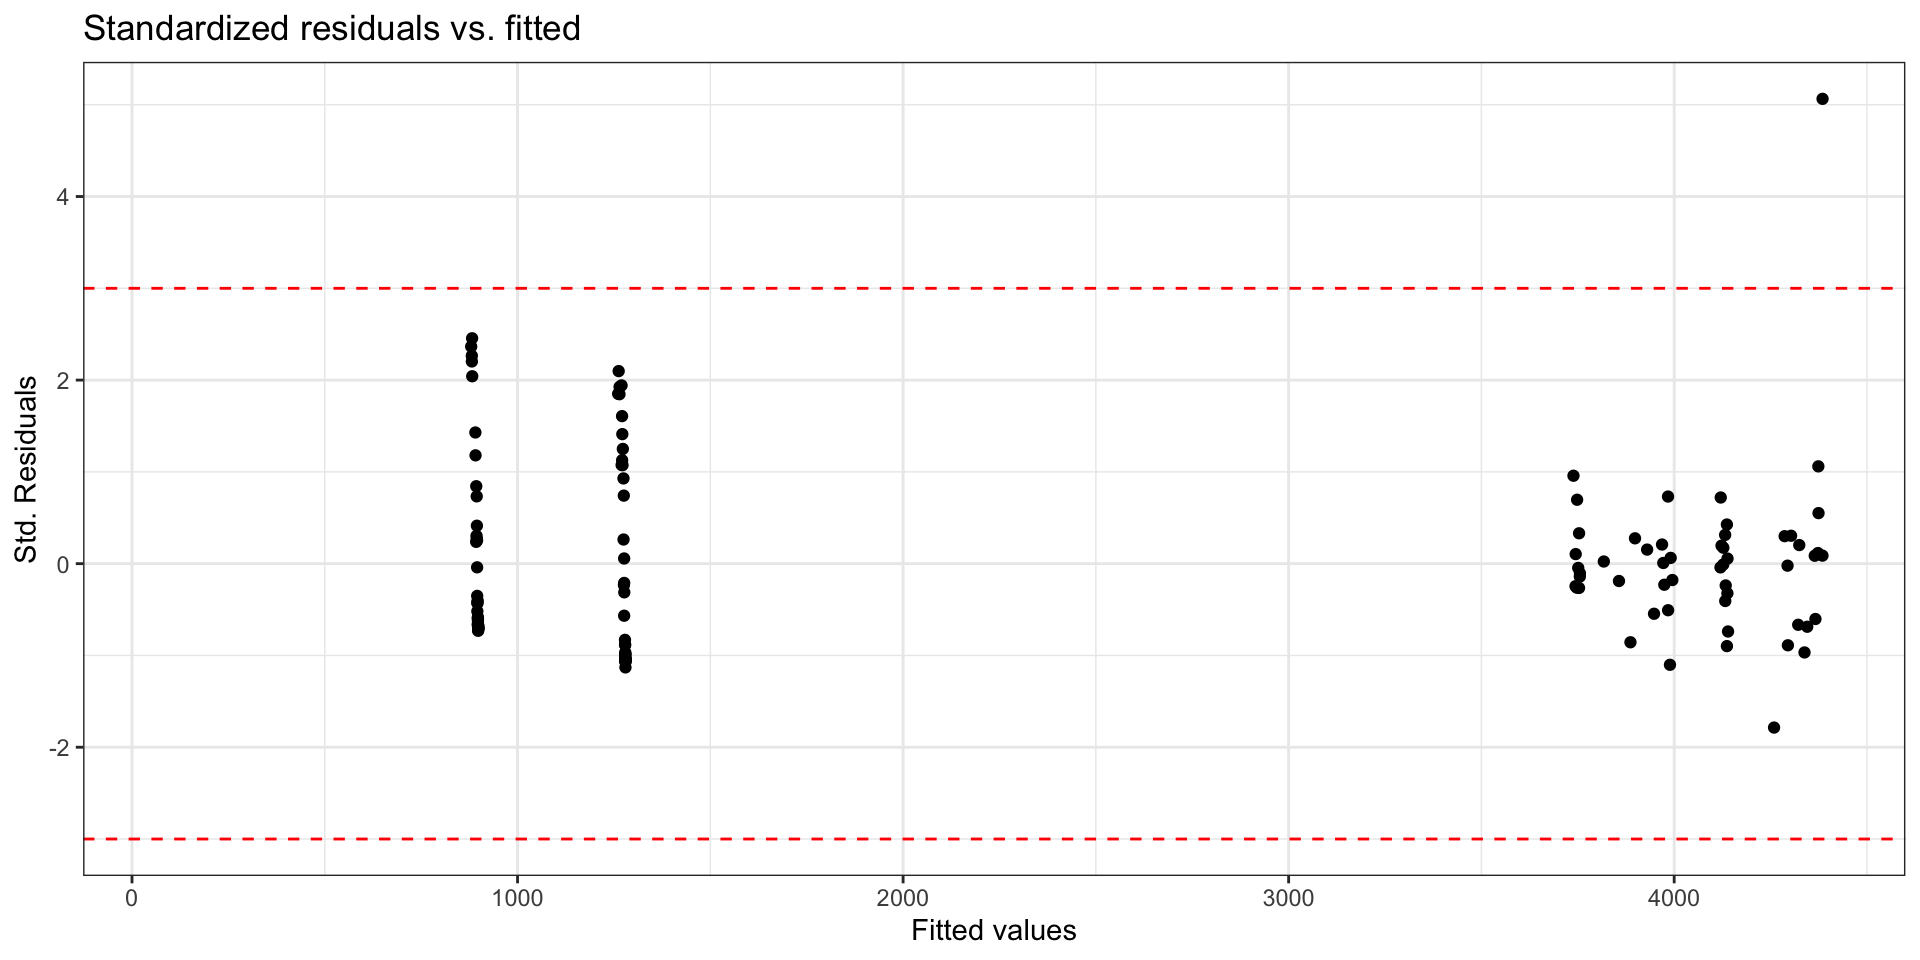 Standardized residuals vs. fitted
Std. Residuals
4
2
0
-2
0 1000 2000 3000 4000
Fitted values